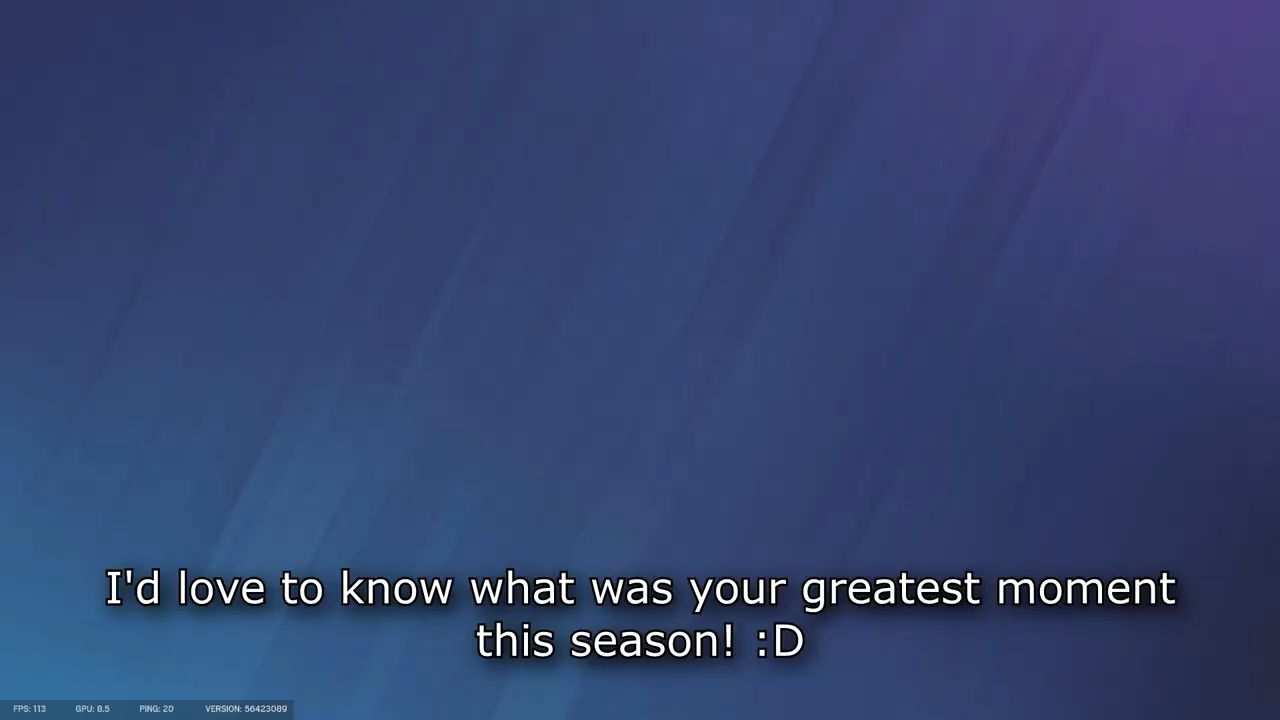 I'd love to know what was your greatest moment
this season! :D
FPS: 113 GPU: 8.5 PING: 20 VERSION: 56423089